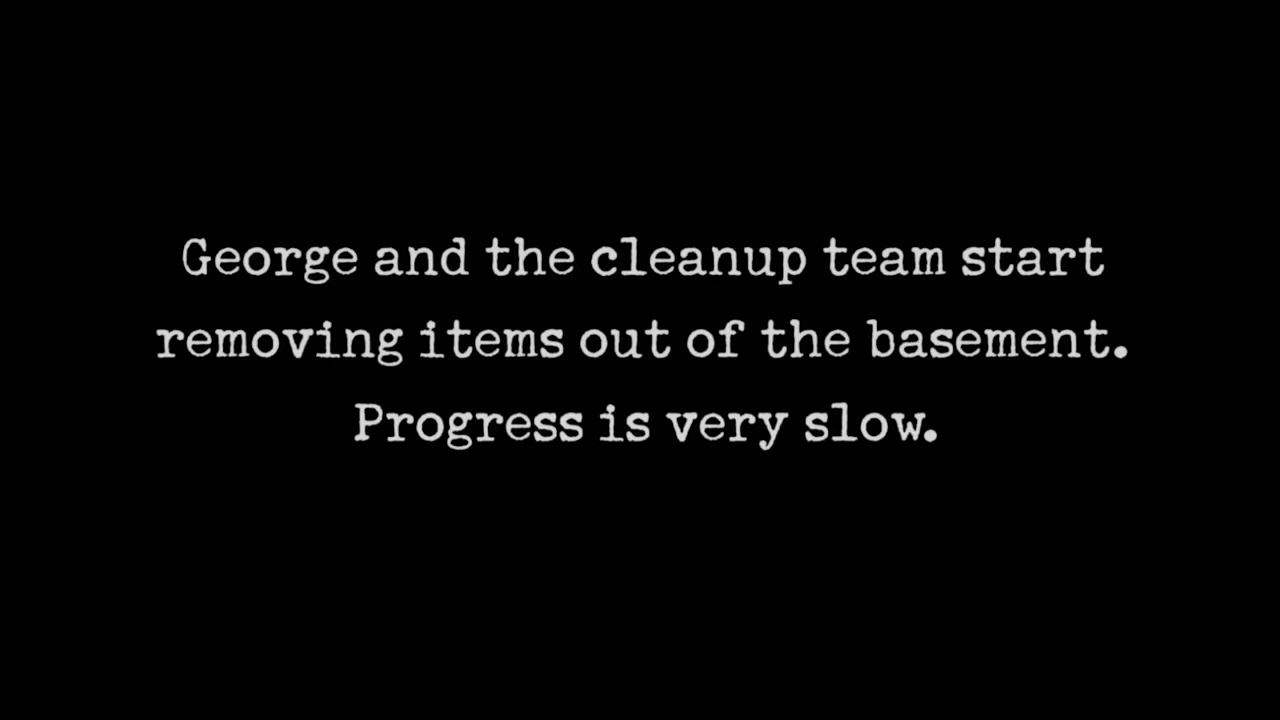 George and the cleanup team start
removing items out of the basement.
Progress is very slow.